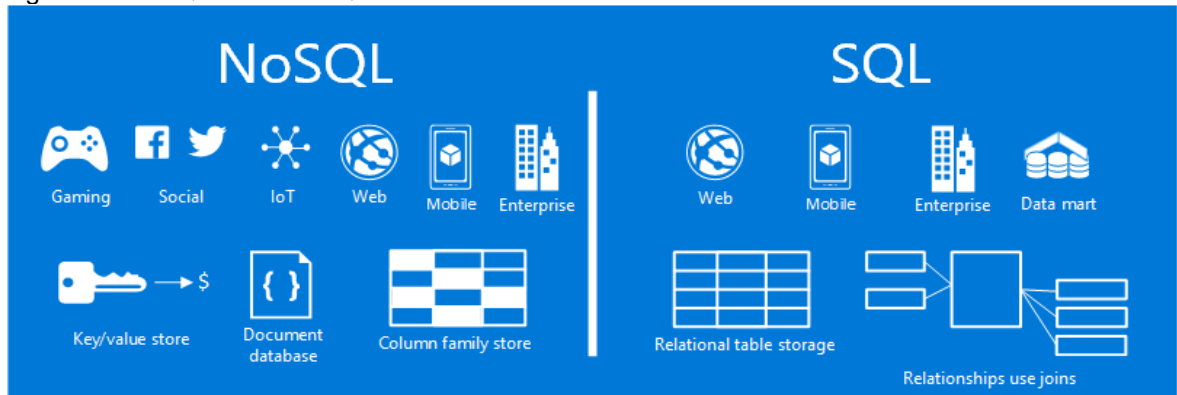 NoSQL
SQL
Gaming
Social
IoT
Web
Mobile
Enterprise
Web
Mobile
Enterprise
Data mart
{ }
$
Key/value store
Document
database
Column family store
Relational table storage
Relationships use joins